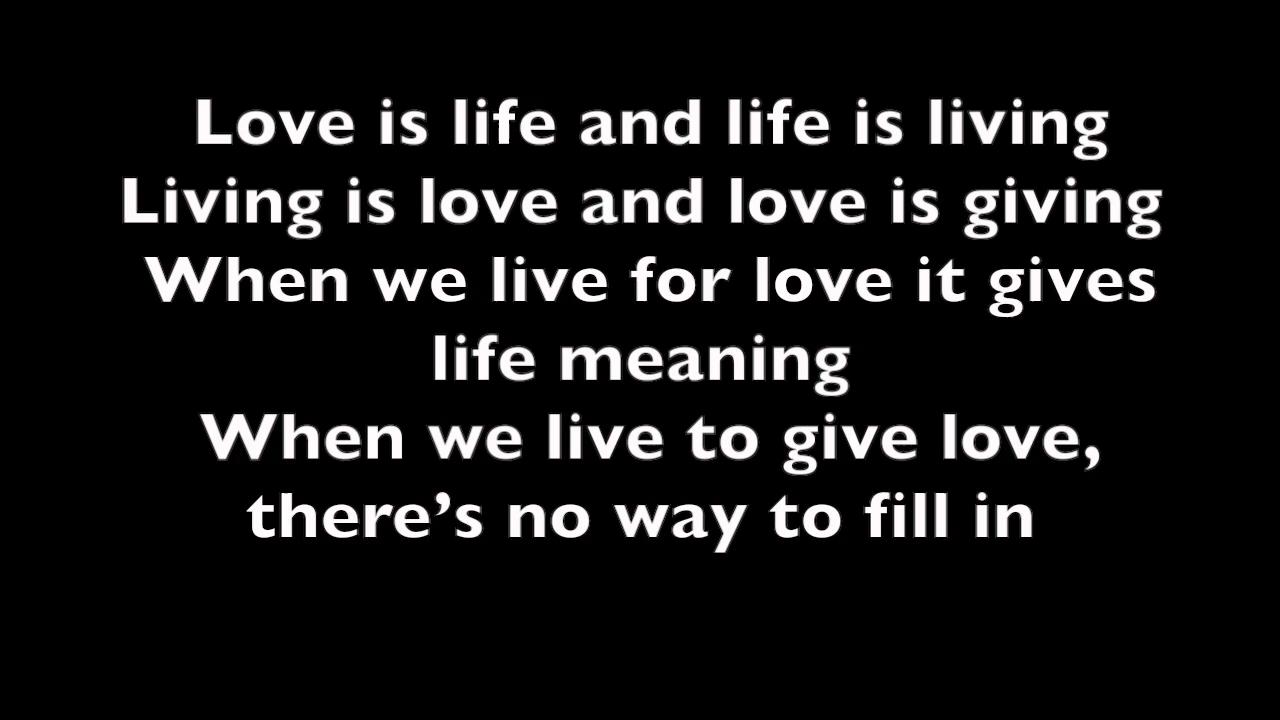 Love is life and life is living
Living is love and love is giving
When we live for love it gives
life meaning
When we live to give love,
there’s no way to fill in